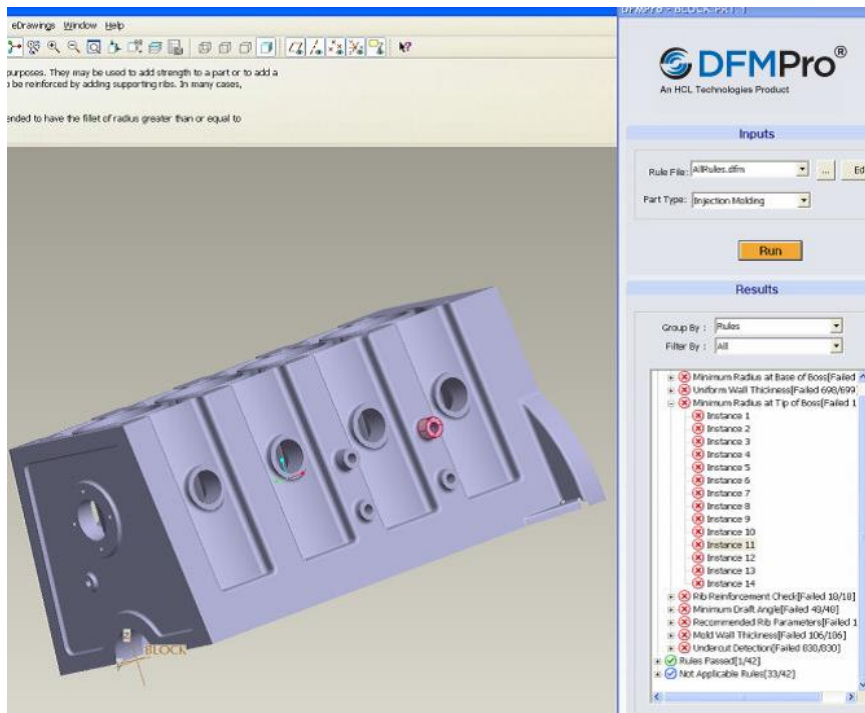 DFMPro - BLOCK.PRT: 1
eDrawings Window Help
purposes. They may be used to add strength to a part or to add a
o be reinforced by adding supporting ribs. In many cases,
ended to have the fillet of radius greater than or equal to
DFMPro®
An HCL Technologies Product
Inputs
Rule File: AllRules.dfm ... Ed
Part Type: Injection Molding
Run
Results
Group By : Rules
Filter By : All
Minimum Radius at Base of Boss[Failed
Uniform Wall Thickness[Failed 698/699]
Minimum Radius at Tip of Boss[Failed 1
Instance 1
Instance 2
Instance 3
Instance 4
Instance 5
Instance 6
Instance 7
Instance 8
Instance 9
Instance 10
Instance 11
Instance 12
Instance 13
Instance 14
Rib Reinforcement Check[Failed 18/18]
Minimum Draft Angle[Failed 48/48]
Recommended Rib Parameters[Failed 1
Mold Wall Thickness[Failed 106/106]
Undercut Detection[Failed 830/830]
Rules Passed[1/42]
Not Applicable Rules[33/42]
Z
BLOCK